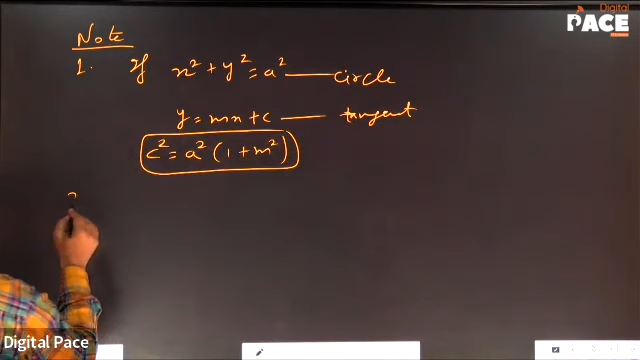 Note
1. If x² + y² = a² — circle
y = mx + c — tangent
c² = a² (1 + m²)
Digital
PACE
Digital Pace